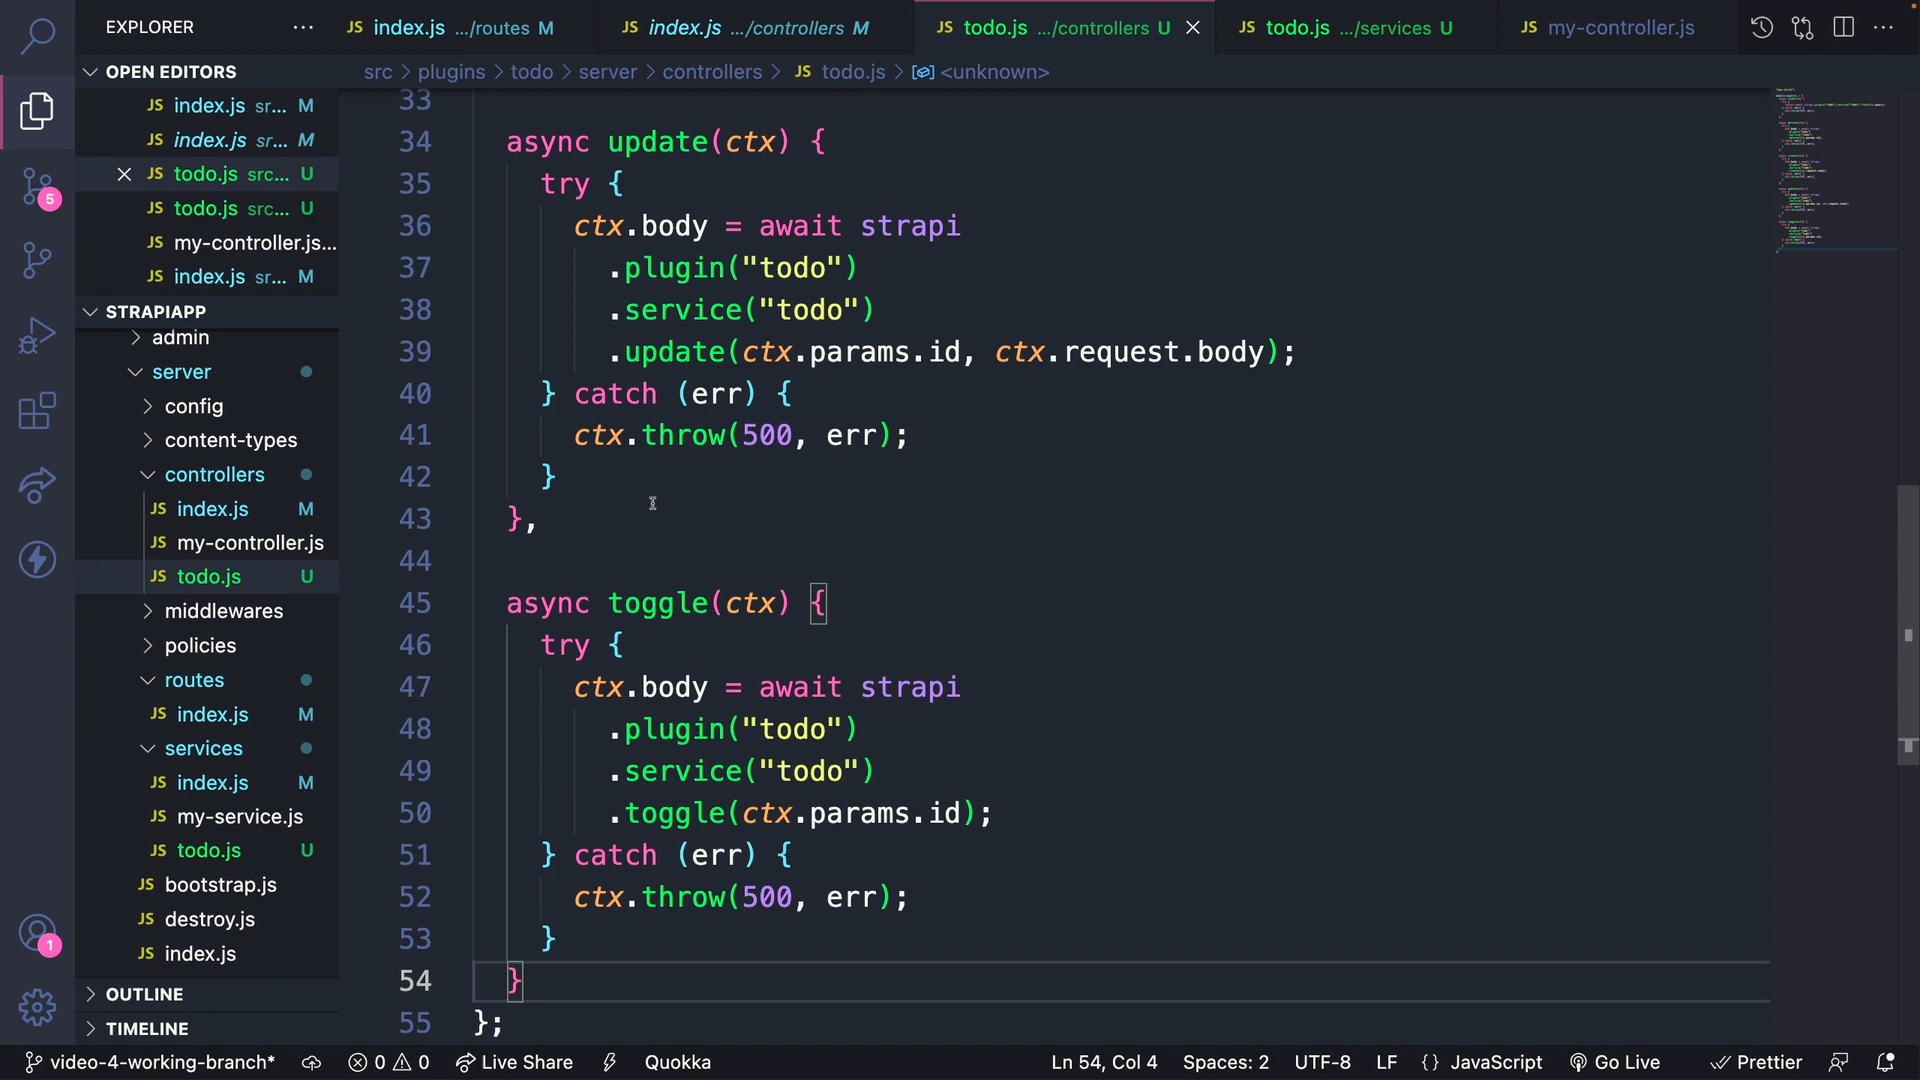 EXPLORER
JS index.js .../routes M
JS index.js .../controllers M
JS todo.js .../controllers U
JS todo.js .../services U
JS my-controller.js
OPEN EDITORS
JS index.js sr... M
JS index.js sr... M
JS todo.js src... U
JS todo.js src... U
JS my-controller.js...
JS index.js sr... M
STRAPIAPP
admin
server
config
content-types
controllers
JS index.js M
JS my-controller.js
JS todo.js U
middlewares
policies
routes
JS index.js M
services
JS index.js M
JS my-service.js
JS todo.js U
JS bootstrap.js
JS destroy.js
JS index.js
OUTLINE
TIMELINE
5
1
src > plugins > todo > server > controllers > JS todo.js > <unknown>
33
34 async update(ctx) {
35 try {
36 ctx.body = await strapi
37 .plugin("todo")
38 .service("todo")
39 .update(ctx.params.id, ctx.request.body);
40 } catch (err) {
41 ctx.throw(500, err);
42 }
43 },
44
45 async toggle(ctx) {
46 try {
47 ctx.body = await strapi
48 .plugin("todo")
49 .service("todo")
50 .toggle(ctx.params.id);
51 } catch (err) {
52 ctx.throw(500, err);
53 }
54 }
55 };
video-4-working-branch* 0 0 Live Share Quokka Ln 54, Col 4 Spaces: 2 UTF-8 LF {} JavaScript Go Live Prettier